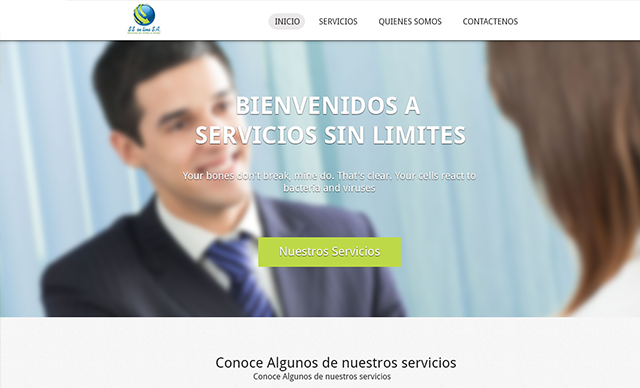 S.S sin limi S.A.
INICIO SERVICIOS QUIENES SOMOS CONTACTENOS
BIENVENIDOS A
SERVICIOS SIN LIMITES
Your bones don't break, mine do. That's clear. Your cells react to
bacteria and viruses
Nuestros Servicios
Conoce Algunos de nuestros servicios
Conoce Algunos de nuestros servicios